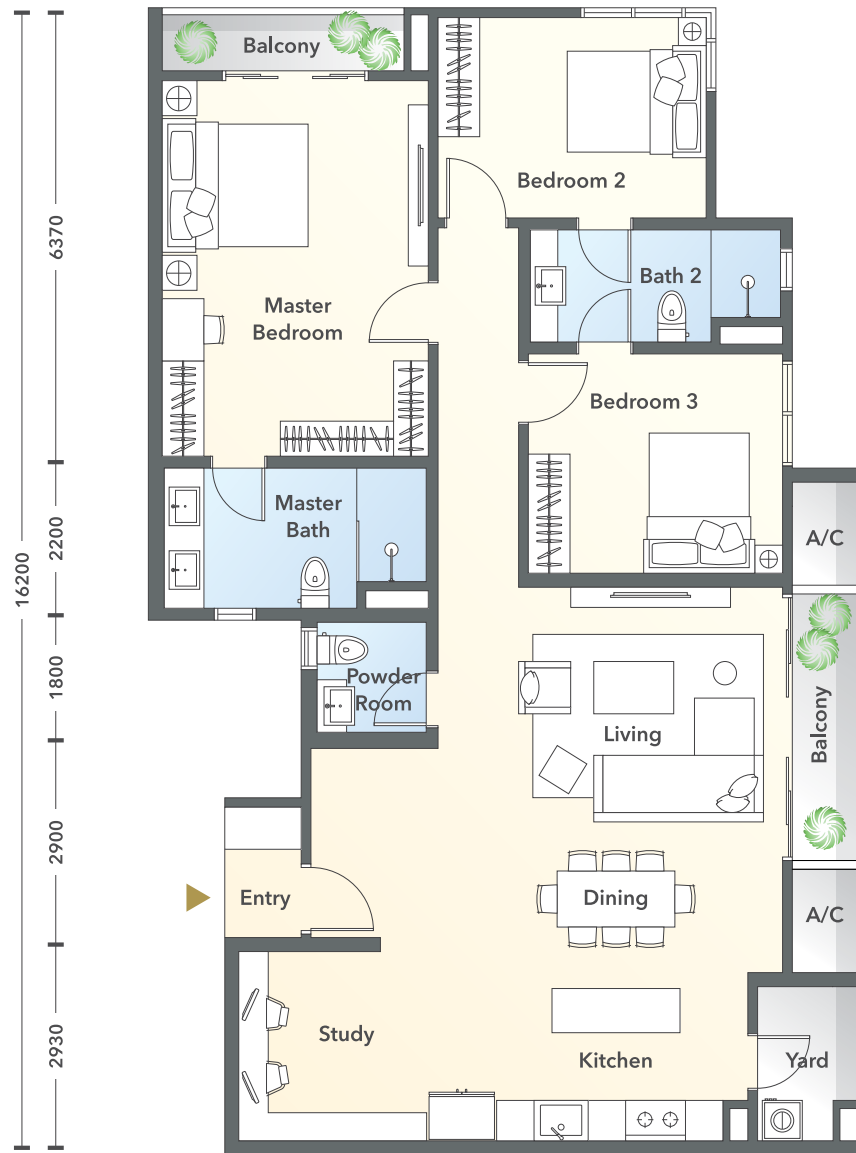 Balcony
Bedroom 2
6370
Bath 2
Master
Bedroom
Bedroom 3
Master
Bath
2200
A/C
16200
1800
Powder
Room
Living
Balcony
2900
Entry
Dining
A/C
2930
Study
Kitchen
Yard